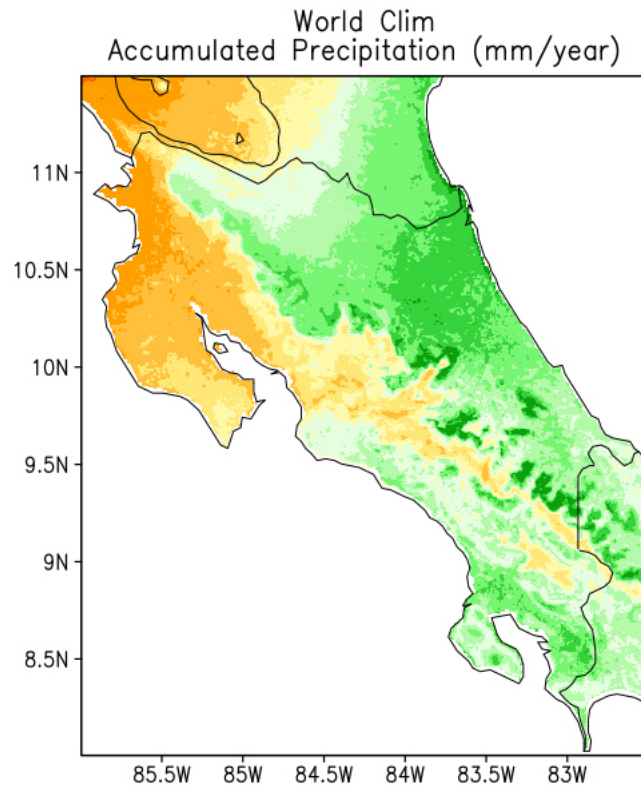 World Clim
Accumulated Precipitation (mm/year)
11N
10.5N
10N
9.5N
9N
8.5N
85.5W 85W 84.5W 84W 83.5W 83W